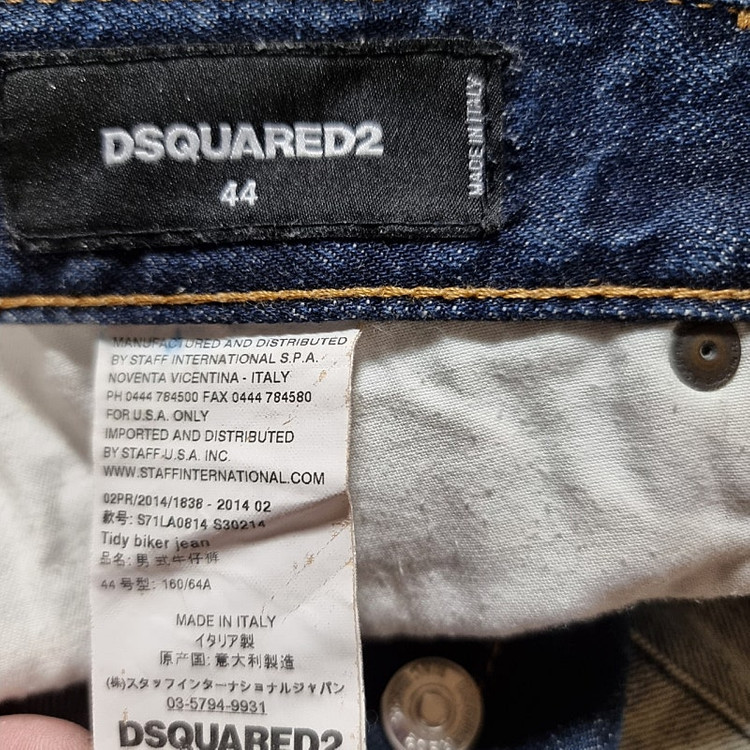 DSQUARED2
44
MADE IN ITALY
MANUFACTURED AND DISTRIBUTED
BY STAFF INTERNATIONAL S.P.A.
NOVENTA VICENTINA - ITALY
PH 0444 784500 FAX 0444 784580
FOR U.S.A. ONLY
IMPORTED AND DISTRIBUTED
BY STAFF U.S.A. INC.
WWW.STAFFINTERNATIONAL.COM
02PR/2014/1838 - 2014 02
款号: S71LA0814 S30214
Tidy biker jean
品名: 男式牛仔裤
44 号型: 160/64A
MADE IN ITALY
イタリア製
原产国: 意大利製造
(株)スタッフインターナショナルジャパン
03-5794-9931
DSQUARED2